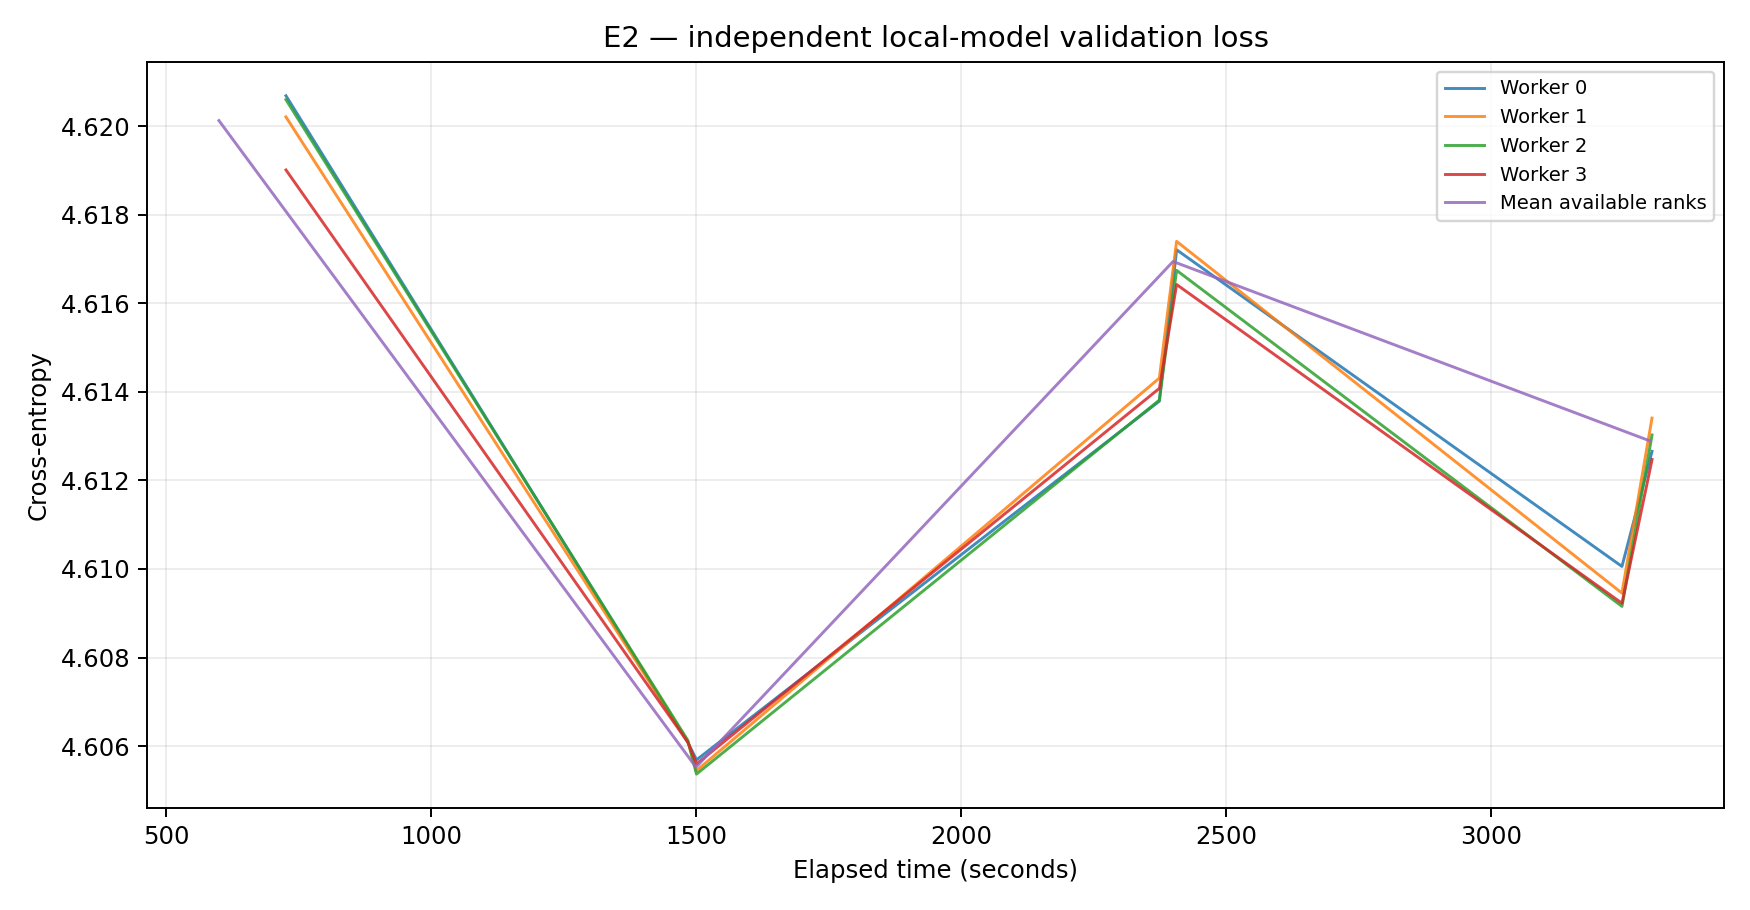 E2 — independent local-model validation loss
Worker 0
Worker 1
Worker 2
Worker 3
Mean available ranks
Cross-entropy
4.620
4.618
4.616
4.614
4.612
4.610
4.608
4.606
500
1000
1500
2000
2500
3000
Elapsed time (seconds)